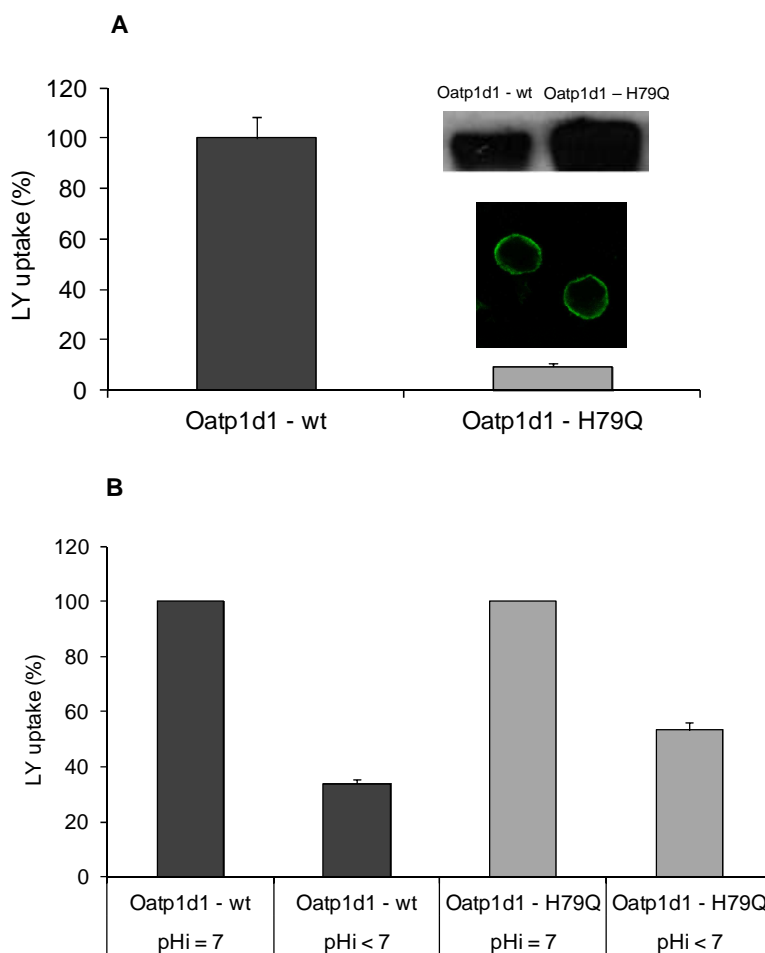 A
Oatp1d1 - wt Oatp1d1 – H79Q
LY uptake (%)
120
100
80
60
40
20
0
Oatp1d1 - wt Oatp1d1 - H79Q
B
LY uptake (%)
120
100
80
60
40
20
0
Oatp1d1 - wt Oatp1d1 - wt Oatp1d1 - H79Q Oatp1d1 - H79Q
pHi = 7 pHi < 7 pHi = 7 pHi < 7